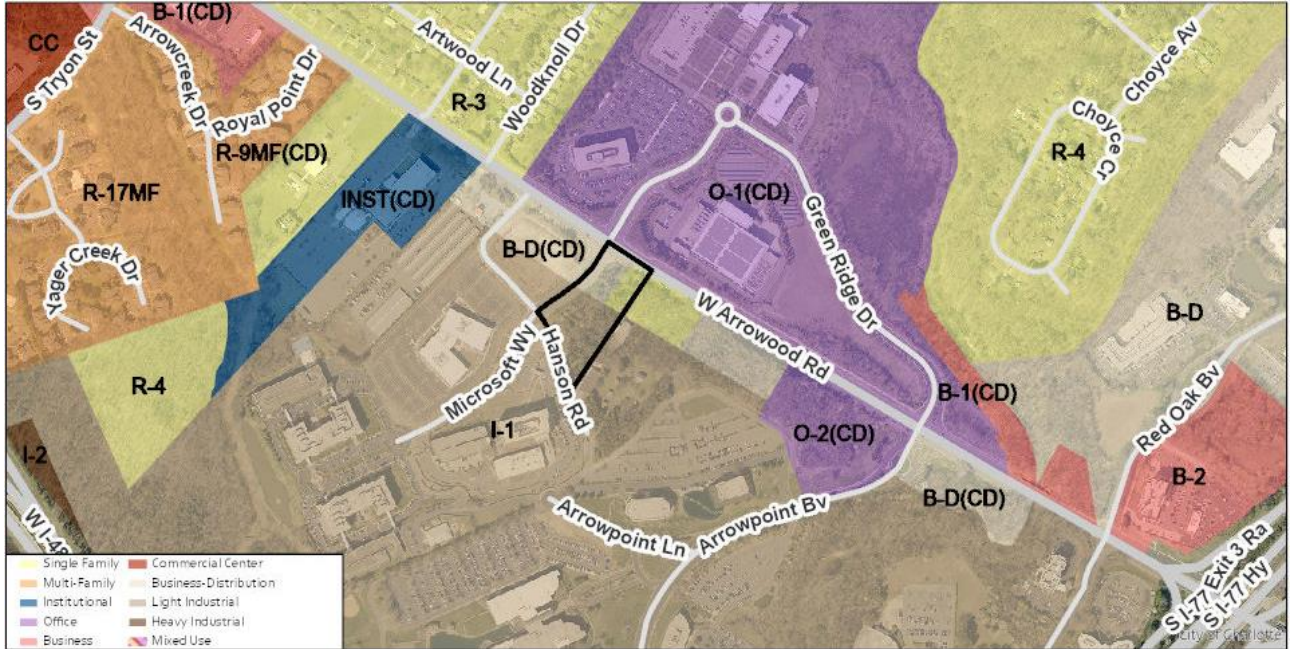 B-1(CD)
CC
S Tryon St
Arrowcreek Dr
Royal Point Dr
Artwood Ln
Woodknoll Dr
R-3
Choyce Av
Choyce Cr
R-4
R-9MF(CD)
R-17MF
INST(CD)
O-1(CD)
Green Ridge Dr
B-D(CD)
Yager Creek Dr
W Arrowood Rd
B-D
Microsoft Wy
Hanson Rd
R-4
B-1(CD)
Red Oak Bv
I-1
O-2(CD)
I-2
B-2
B-D(CD)
Arrowpoint Ln
Arrowpoint Bv
S I-77 Exit 3 Ra
S I-77 Hy
Single Family
Multi-Family
Institutional
Office
Business
Commercial Center
Business-Distribution
Light Industrial
Heavy Industrial
Mixed Use
City of Charlotte